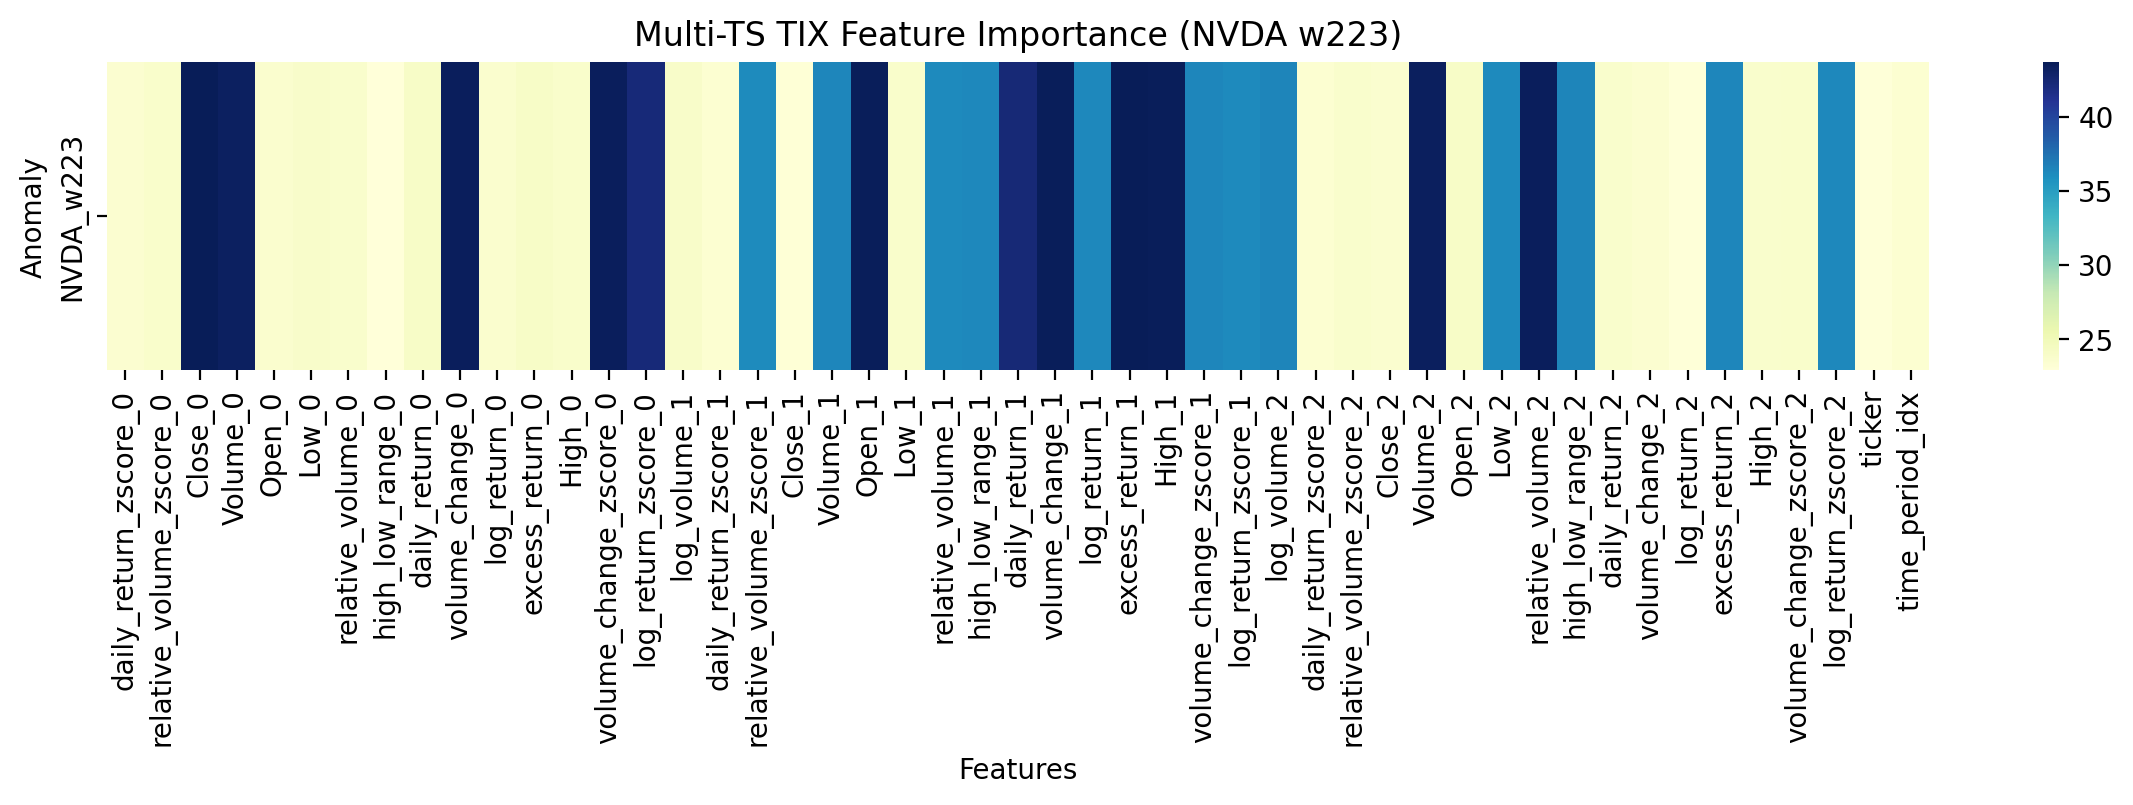 Multi-TS TIX Feature Importance (NVDA w223)
Anomaly
NVDA_w223
40
35
30
25
daily_return_zscore_0
relative_volume_zscore_0
Close_0
Volume_0
Open_0
Low_0
relative_volume_0
high_low_range_0
daily_return_0
volume_change_0
log_return_0
excess_return_0
High_0
volume_change_zscore_0
log_return_zscore_0
log_volume_1
daily_return_zscore_1
relative_volume_zscore_1
Close_1
Volume_1
Open_1
Low_1
relative_volume_1
high_low_range_1
daily_return_1
volume_change_1
log_return_1
excess_return_1
High_1
volume_change_zscore_1
log_return_zscore_1
log_volume_2
daily_return_zscore_2
relative_volume_zscore_2
Close_2
Volume_2
Open_2
Low_2
relative_volume_2
high_low_range_2
daily_return_2
volume_change_2
log_return_2
excess_return_2
High_2
volume_change_zscore_2
log_return_zscore_2
ticker
time_period_idx
Features